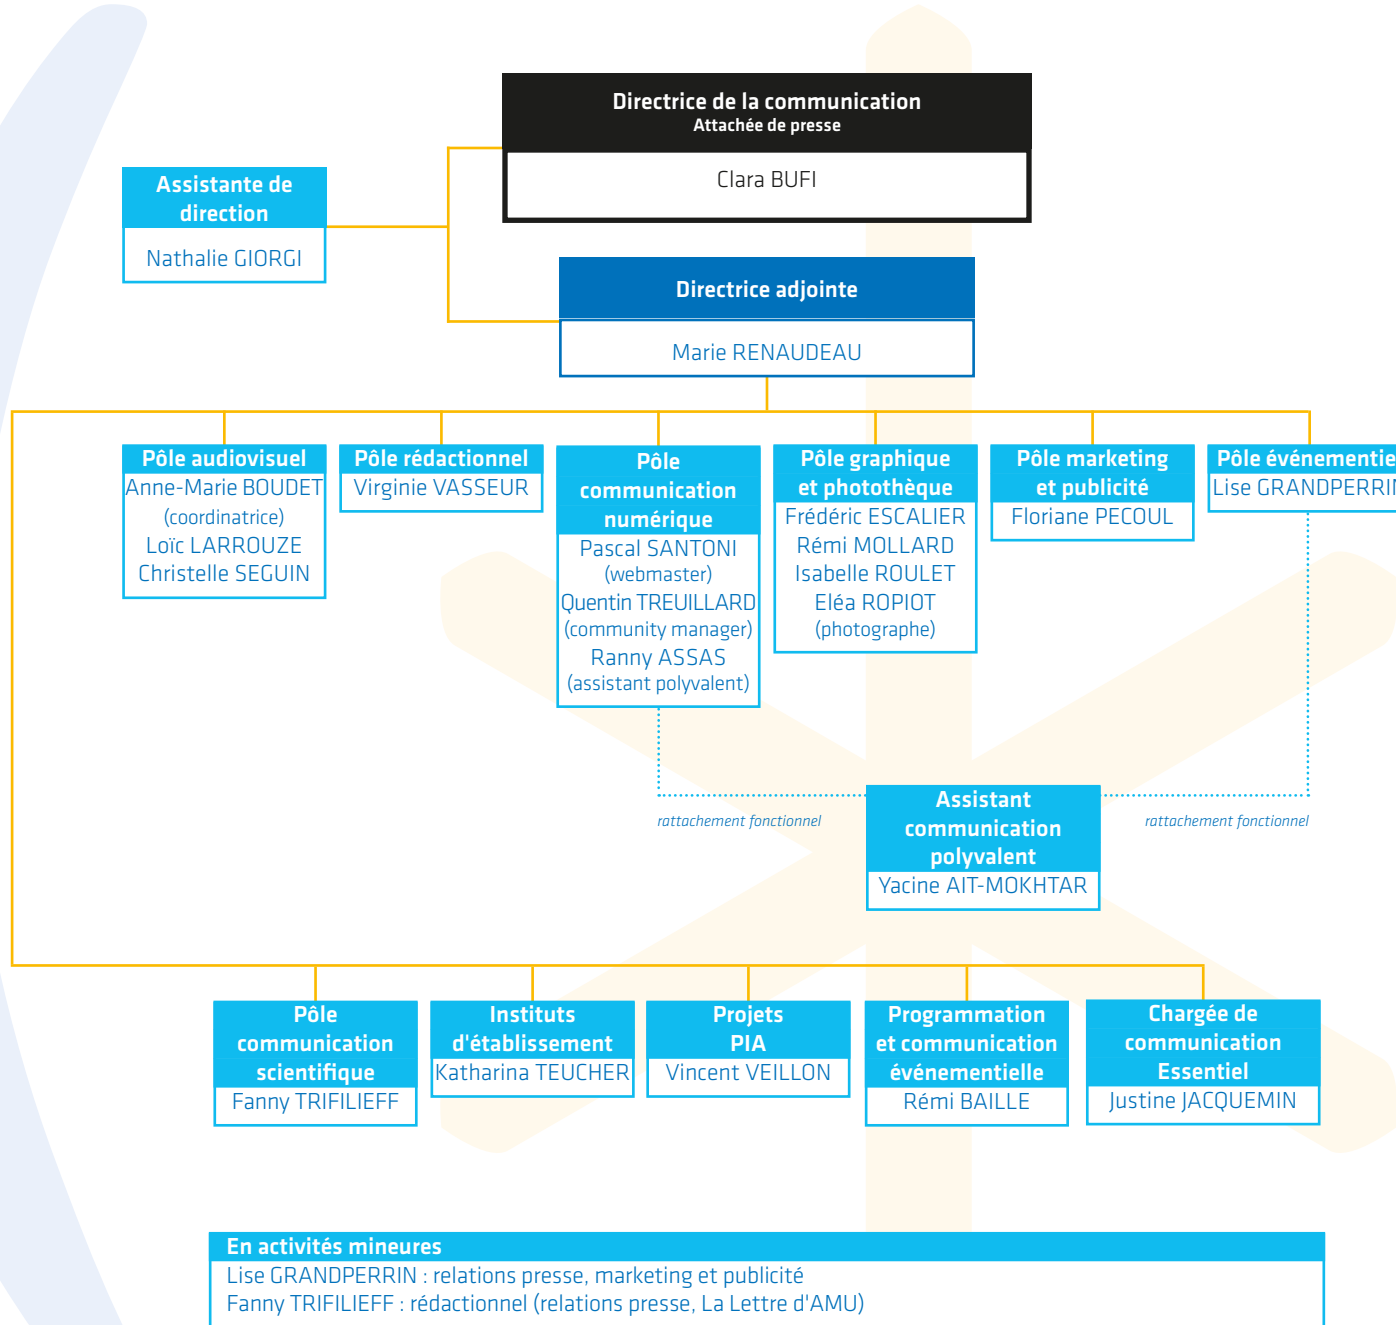 Directrice de la communication
Attachée de presse
Clara BUFI
Assistante de
direction
Nathalie GIORGI
Directrice adjointe
Marie RENAUDEAU
Pôle audiovisuel
Anne-Marie BOUDET
(coordinatrice)
Loïc LARROUZE
Christelle SEGUIN
Pôle rédactionnel
Virginie VASSEUR
Pôle
communication
numérique
Pascal SANTONI
(webmaster)
Quentin TREUILLARD
(community manager)
Ranny ASSAS
(assistant polyvalent)
Pôle graphique
et photothèque
Frédéric ESCALIER
Rémi MOLLARD
Isabelle ROULET
Eléa ROPIOT
(photographe)
Pôle marketing
et publicité
Floriane PECOUL
Pôle événementie
Lise GRANDPERRIN
rattachement fonctionnel
Assistant
communication
polyvalent
Yacine AIT-MOKHTAR
rattachement fonctionnel
Pôle
communication
scientifique
Fanny TRIFILIEFF
Instituts
d'établissement
Katharina TEUCHER
Projets
PIA
Vincent VEILLON
Programmation
et communication
événementielle
Rémi BAILLE
Chargée de
communication
Essentiel
Justine JACQUEMIN
En activités mineures
Lise GRANDPERRIN : relations presse, marketing et publicité
Fanny TRIFILIEFF : rédactionnel (relations presse, La Lettre d'AMU)